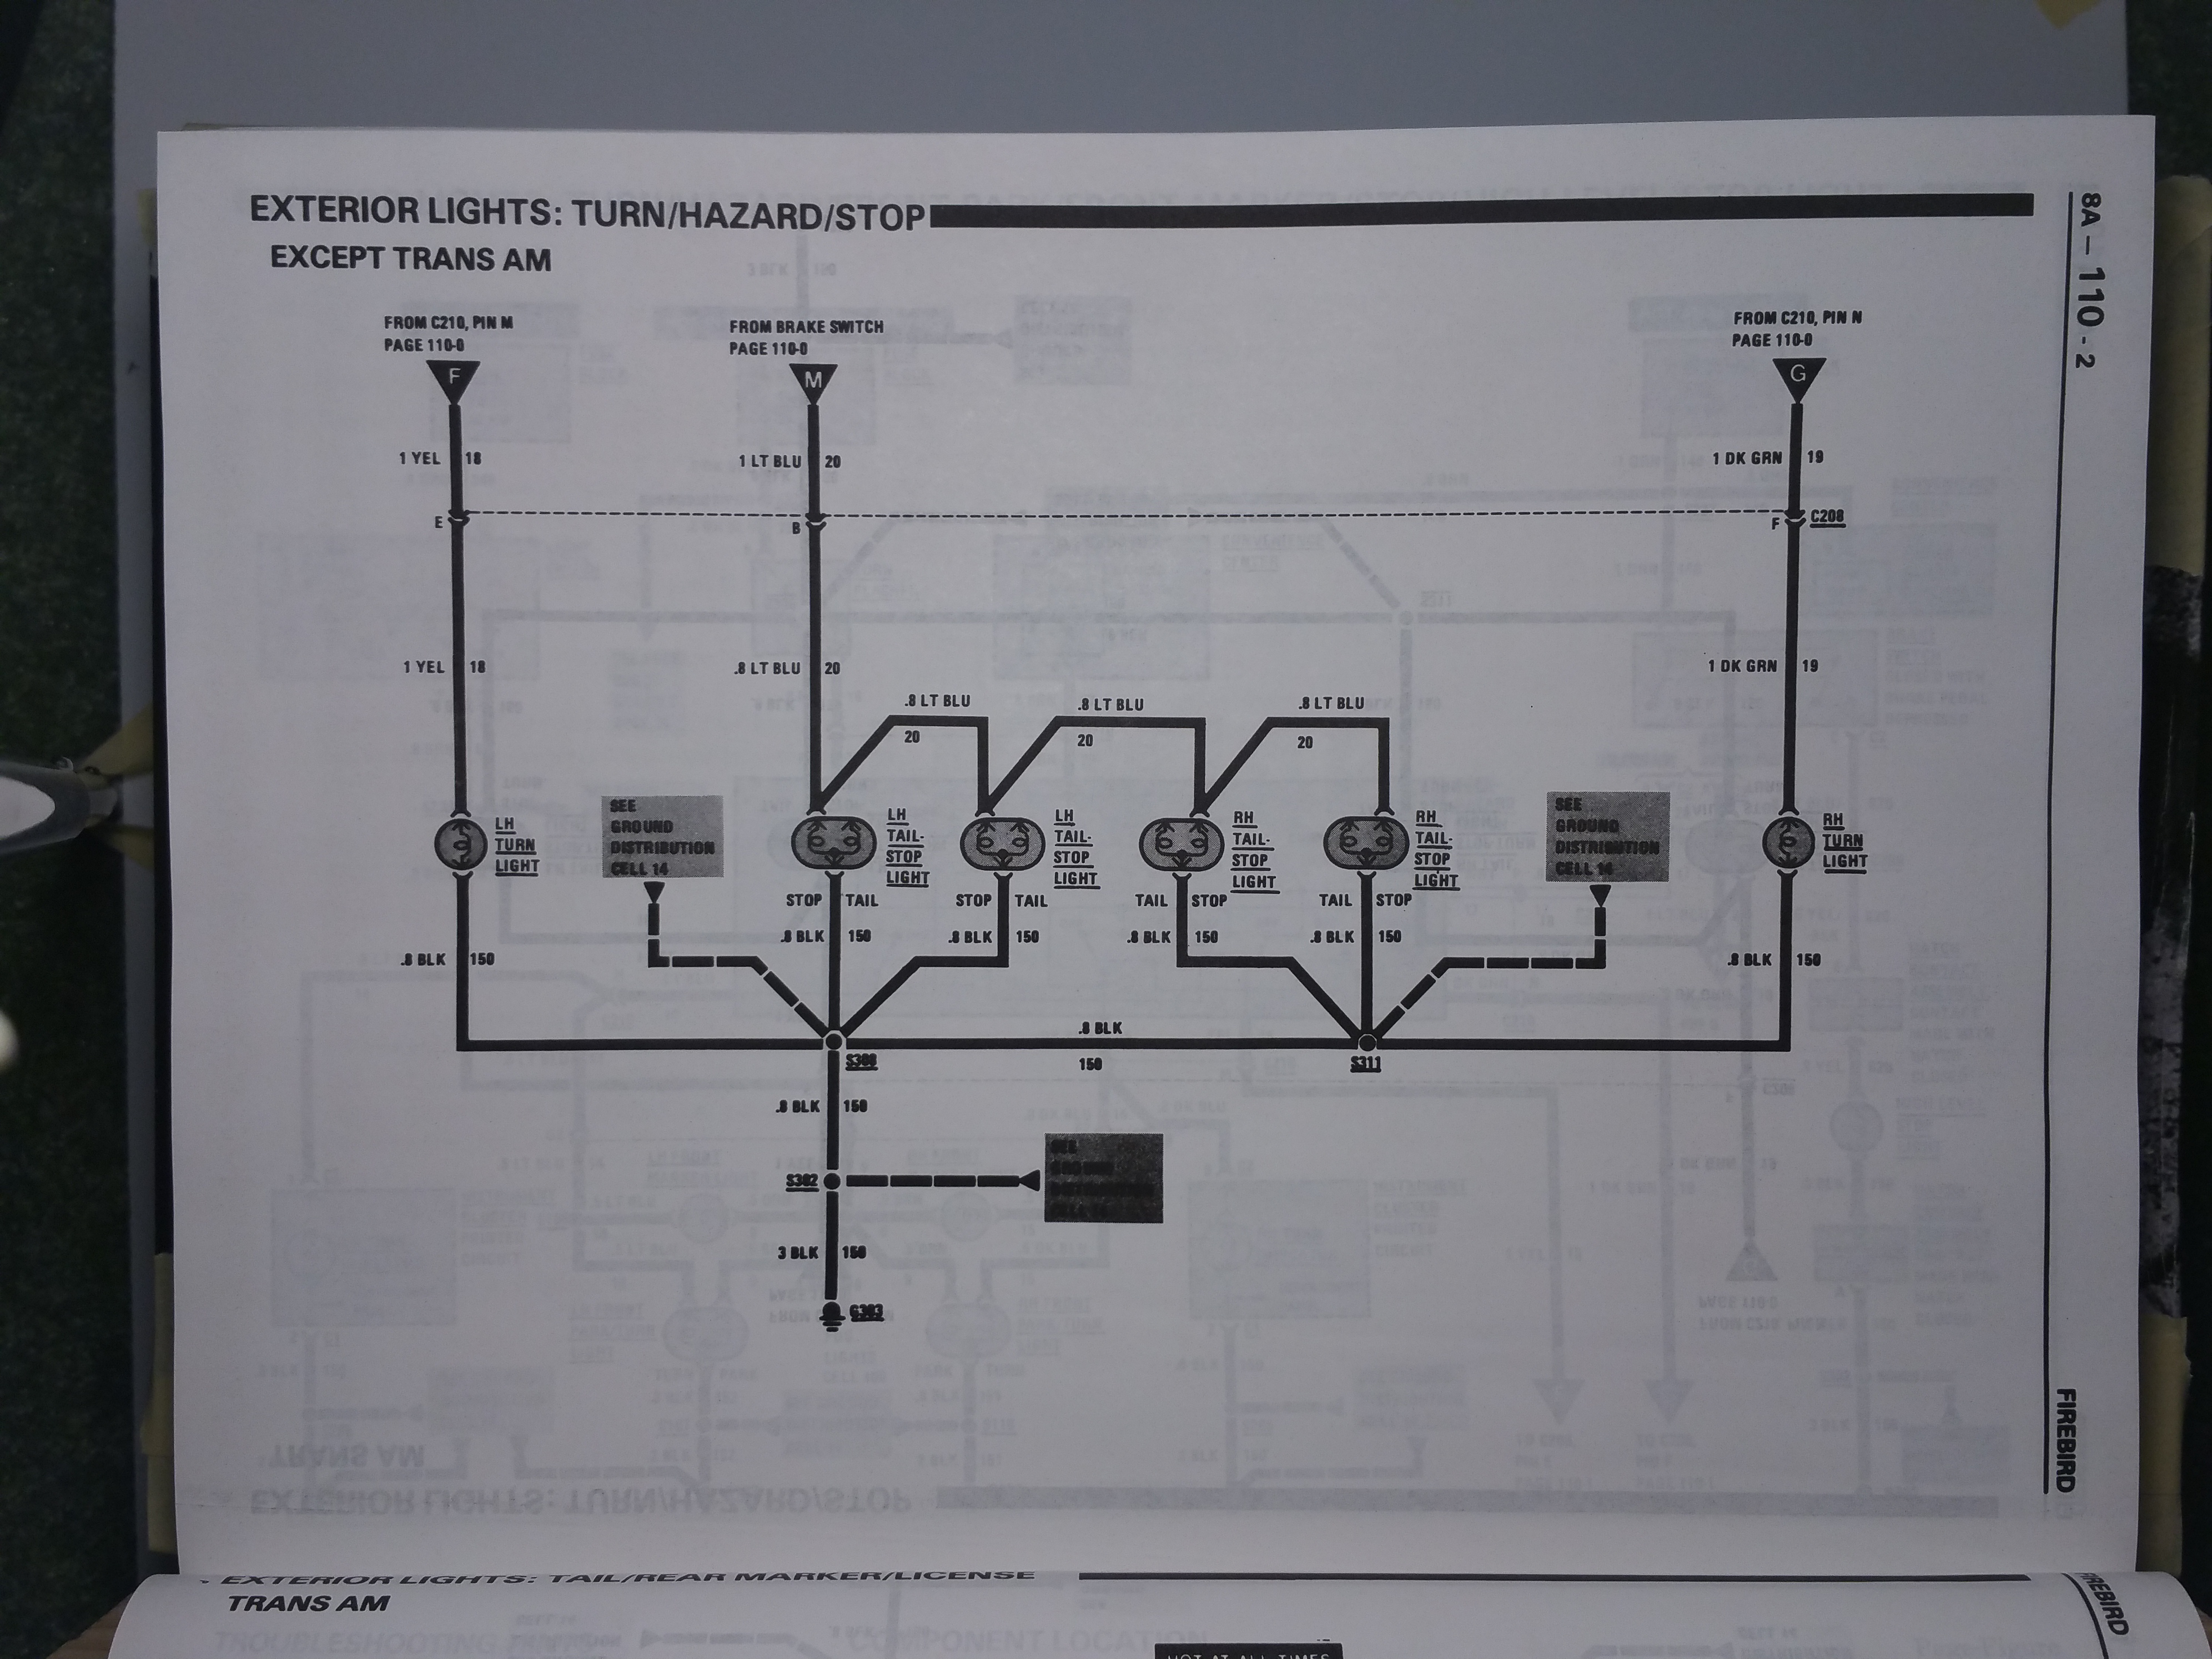 EXTERIOR LIGHTS: TURN/HAZARD/STOP
EXCEPT TRANS AM
8A – 110 - 2
FROM C210, PIN M
PAGE 110-0
F
FROM BRAKE SWITCH
PAGE 110-0
M
FROM C210, PIN N
PAGE 110-0
G
1 YEL 18
1 LT BLU 20
1 DK GRN 19
E
B
F C208
1 YEL 18
.8 LT BLU 20
1 DK GRN 19
.8 LT BLU
20
.8 LT BLU
20
.8 LT BLU
20
LH
TURN
LIGHT
SEE
GROUND
DISTRIBUTION
CELL 14
LH
TAIL-
STOP
LIGHT
LH
TAIL-
STOP
LIGHT
RH
TAIL-
STOP
LIGHT
RH
TAIL-
STOP
LIGHT
SEE
GROUND
DISTRIBUTION
CELL 14
RH
TURN
LIGHT
STOP TAIL
STOP TAIL
TAIL STOP
TAIL STOP
.8 BLK 150
.8 BLK 150
.8 BLK 150
.8 BLK 150
.8 BLK 150
.8 BLK 150
.8 BLK
150
S311
.8 BLK 150
S302
3 BLK 150
G303
FIREBIRD
EXTERIOR LIGHTS: TAIL/REAR MARKER/LICENSE
TRANS AM
FIREBIRD
HOT AT ALL TIMES